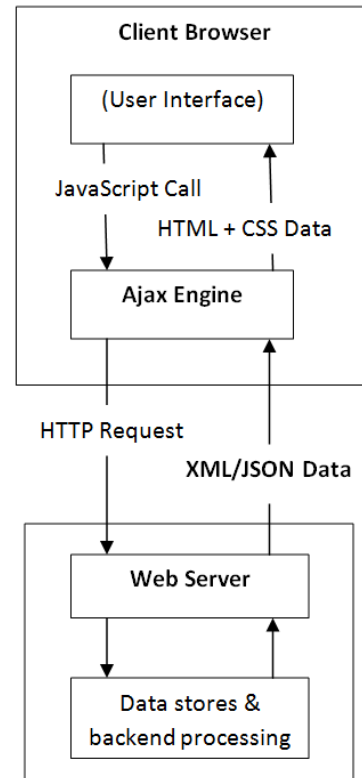 Client Browser
(User Interface)
JavaScript Call
HTML + CSS Data
Ajax Engine
HTTP Request
XML/JSON Data
Web Server
Data stores &
backend processing